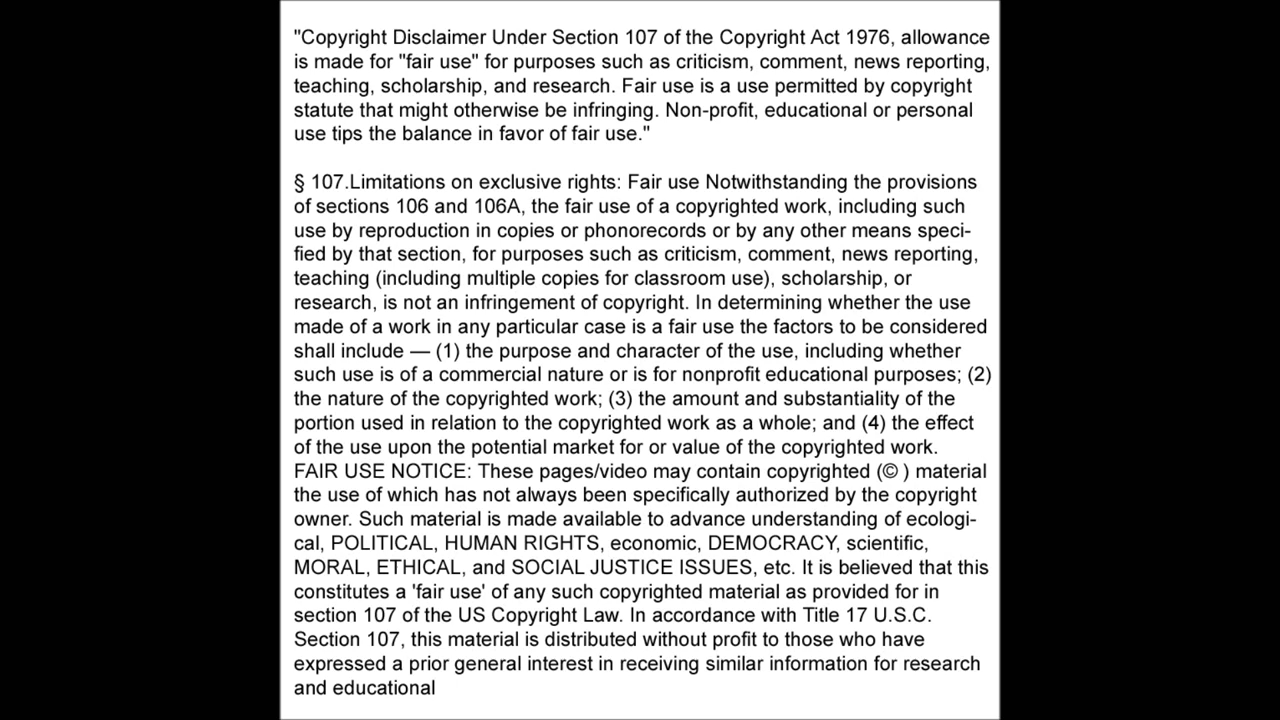 "Copyright Disclaimer Under Section 107 of the Copyright Act 1976, allowance
is made for "fair use" for purposes such as criticism, comment, news reporting,
teaching, scholarship, and research. Fair use is a use permitted by copyright
statute that might otherwise be infringing. Non-profit, educational or personal
use tips the balance in favor of fair use."
§ 107.Limitations on exclusive rights: Fair use Notwithstanding the provisions
of sections 106 and 106A, the fair use of a copyrighted work, including such
use by reproduction in copies or phonorecords or by any other means speci-
fied by that section, for purposes such as criticism, comment, news reporting,
teaching (including multiple copies for classroom use), scholarship, or
research, is not an infringement of copyright. In determining whether the use
made of a work in any particular case is a fair use the factors to be considered
shall include — (1) the purpose and character of the use, including whether
such use is of a commercial nature or is for nonprofit educational purposes; (2)
the nature of the copyrighted work; (3) the amount and substantiality of the
portion used in relation to the copyrighted work as a whole; and (4) the effect
of the use upon the potential market for or value of the copyrighted work.
FAIR USE NOTICE: These pages/video may contain copyrighted (© ) material
the use of which has not always been specifically authorized by the copyright
owner. Such material is made available to advance understanding of ecologi-
cal, POLITICAL, HUMAN RIGHTS, economic, DEMOCRACY, scientific,
MORAL, ETHICAL, and SOCIAL JUSTICE ISSUES, etc. It is believed that this
constitutes a 'fair use' of any such copyrighted material as provided for in
section 107 of the US Copyright Law. In accordance with Title 17 U.S.C.
Section 107, this material is distributed without profit to those who have
expressed a prior general interest in receiving similar information for research
and educational